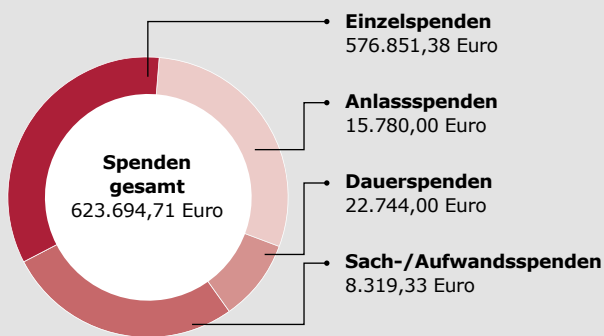 Einzelspenden
576.851,38 Euro
Anlassspenden
15.780,00 Euro
Spenden
gesamt
623.694,71 Euro
Dauerspenden
22.744,00 Euro
Sach-/Aufwandsspenden
8.319,33 Euro